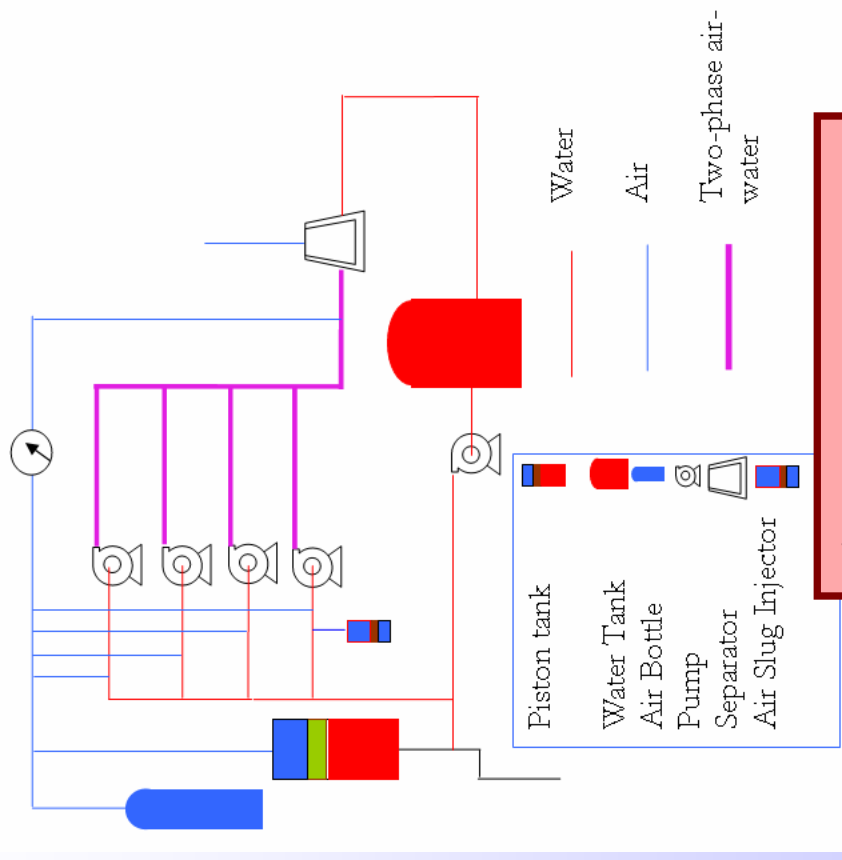 Water
Air
Two-phase air-
water
Piston tank
Water Tank
Air Bottle
Pump
Separator
Air Slug Injector